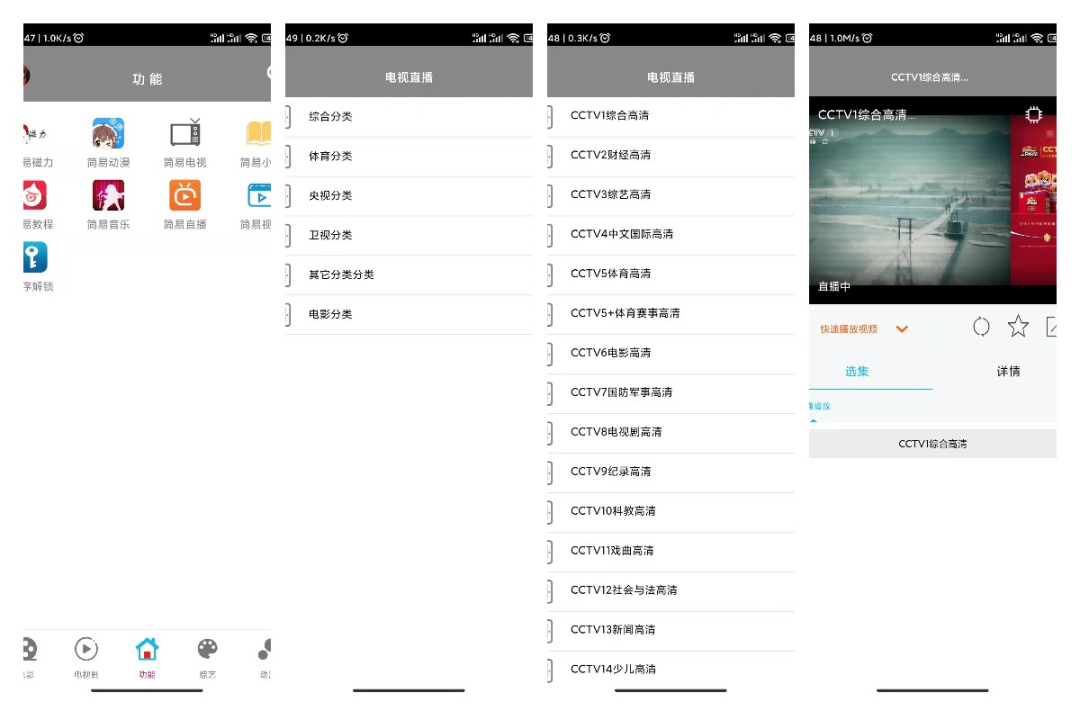 47 | 1.0K/s
功 能
磁力
易磁力
简易动漫
简易电视
简易小
易教程
简易音乐
简易直播
简易视
字解锁
电视剧
功能
综艺
49 | 0.2K/s
电视直播
综合分类
体育分类
央视分类
卫视分类
其它分类分类
电影分类
48 | 0.3K/s
电视直播
CCTV1综合高清
CCTV2财经高清
CCTV3综艺高清
CCTV4中文国际高清
CCTV5体育高清
CCTV5+体育赛事高清
CCTV6电影高清
CCTV7国防军事高清
CCTV8电视剧高清
CCTV9纪录高清
CCTV10科教高清
CCTV11戏曲高清
CCTV12社会与法高清
CCTV13新闻高清
CCTV14少儿高清
48 | 1.0M/s
CCTV1综合高清...
CCTV1综合高清...
直播中
快速播放视频
选集
详情
播放
CCTV1综合高清